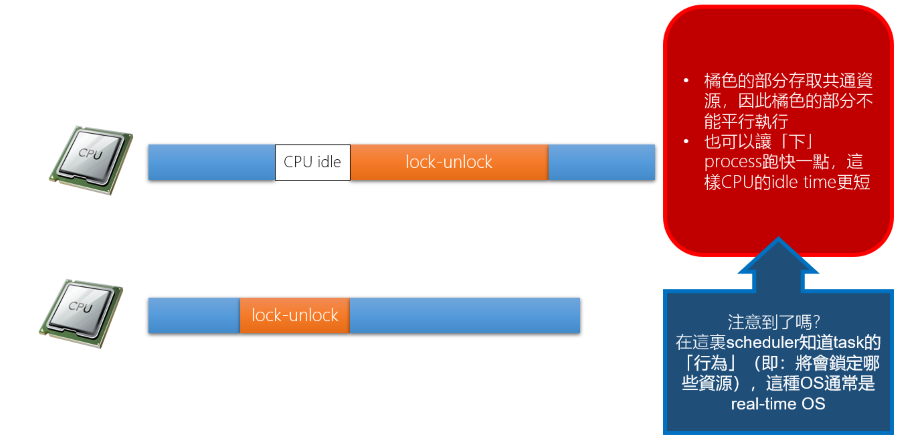 • 橘色的部分存取共通資
源，因此橘色的部分不
能平行執行
• 也可以讓「下」
process跑快一點，這
樣CPU的idle time更短
CPU
CPU idle
lock-unlock
CPU
lock-unlock
注意到了嗎？
在這裏scheduler知道task的
「行為」（即：將會鎖定哪
些資源），這種OS通常是
real-time OS